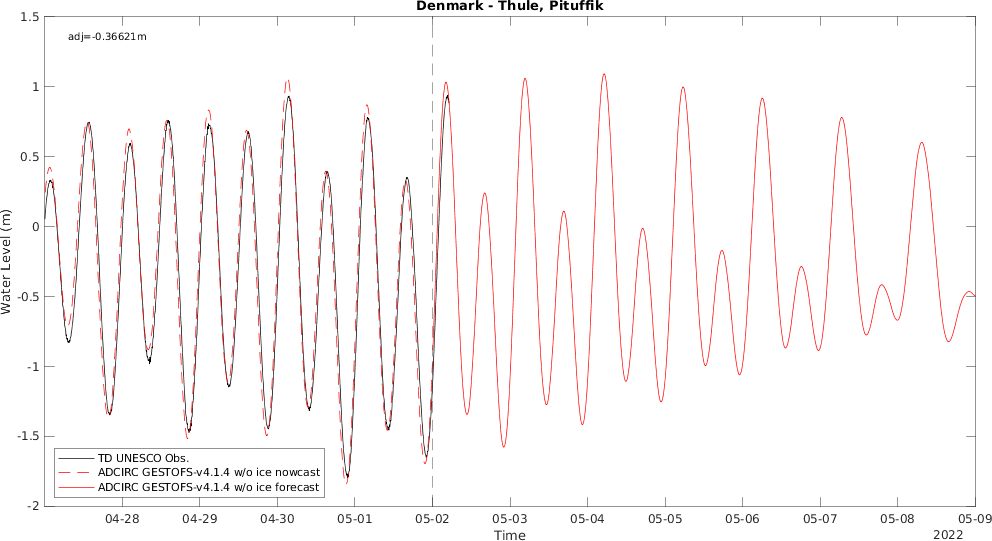 Denmark - Thule, Pituffik
adj=-0.36621m
1.5
1
0.5
0
-0.5
-1
-1.5
-2
Water Level (m)
TD UNESCO Obs.
ADCIRC GESTOFS-v4.1.4 w/o ice nowcast
ADCIRC GESTOFS-v4.1.4 w/o ice forecast
04-28 04-29 04-30 05-01 05-02 05-03 05-04 05-05 05-06 05-07 05-08 05-09
Time
2022